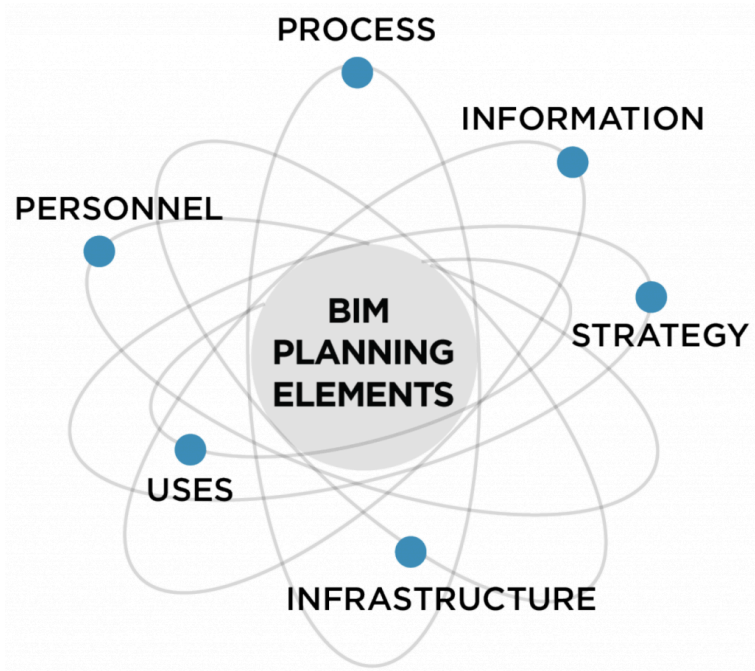 PROCESS
INFORMATION
PERSONNEL
BIM
PLANNING
ELEMENTS
STRATEGY
USES
INFRASTRUCTURE